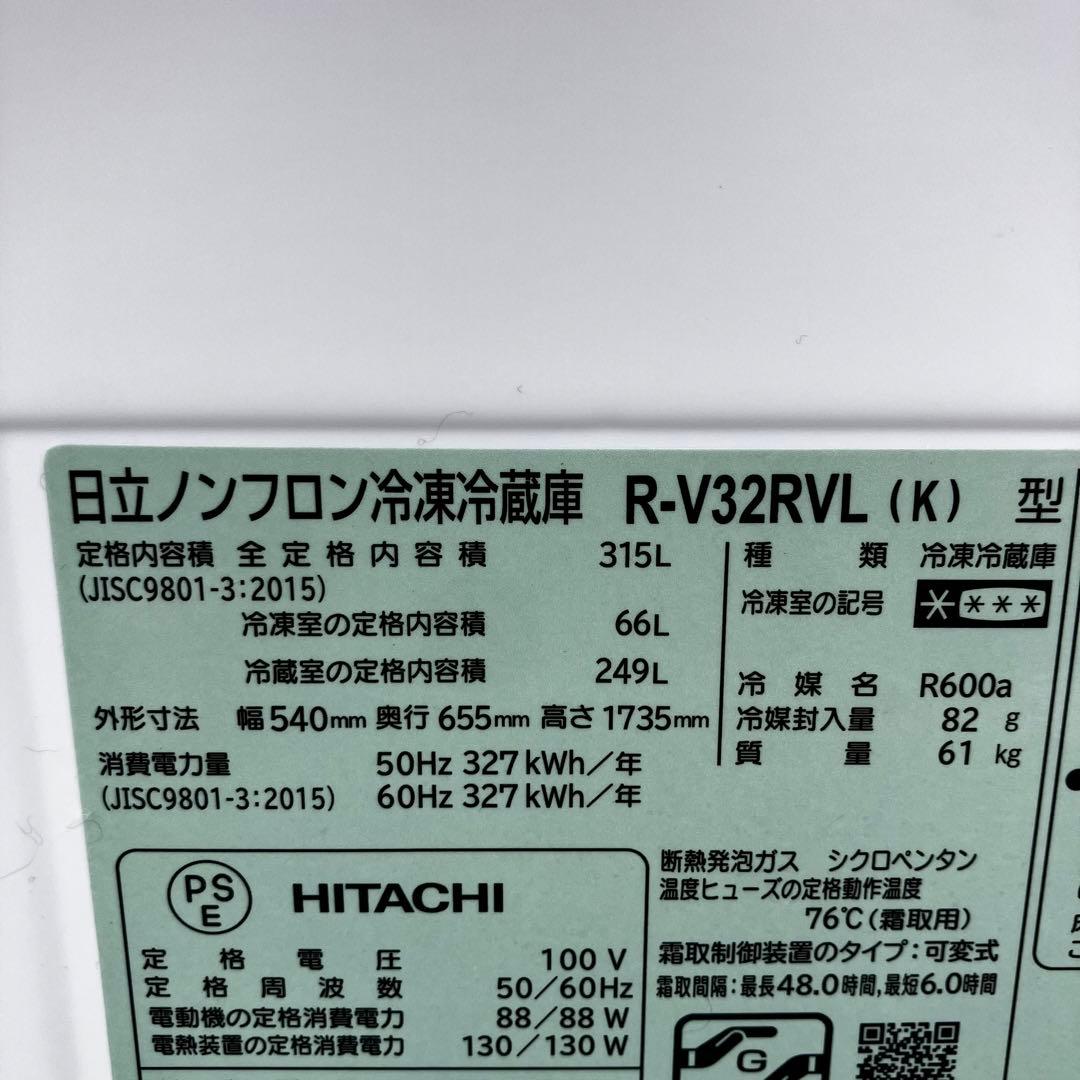 日立ノンフロン冷凍冷蔵庫 R-V32RVL (K) 型
定格内容積 全定格内容積 315L
(JISC9801-3:2015)
冷凍室の定格内容積 66L
冷蔵室の定格内容積 249L
外形寸法 幅540mm 奥行655mm 高さ1735mm
消費電力量 50Hz 327kWh/年
(JISC9801-3:2015) 60Hz 327kWh/年
種類 冷凍冷蔵庫
冷凍室の記号 * ***
冷媒名 R600a
冷媒封入量 82 g
質量 61 kg
PS E HITACHI
定格電圧 100V
定格周波数 50/60Hz
電動機の定格消費電力 88/88W
電熱装置の定格消費電力 130/130W
断熱発泡ガス シクロペンタン
温度ヒューズの定格動作温度
76℃(霜取用)
霜取制御装置のタイプ:可変式
霜取間隔:最長48.0時間,最短6.0時間
G